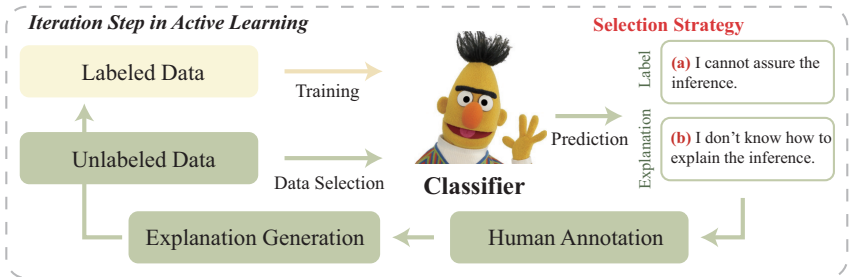 Iteration Step in Active Learning
Selection Strategy
Labeled Data
Training
Label
(a) I cannot assure the
inference.
Unlabeled Data
Data Selection
Classifier
Prediction
Explanation
(b) I don't know how to
explain the inference.
Explanation Generation
Human Annotation